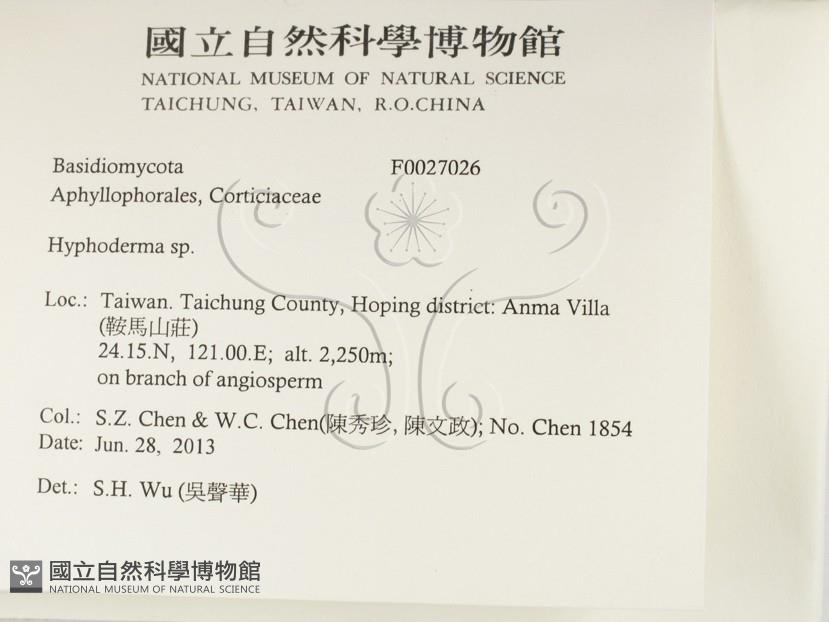 國立自然科學博物館
NATIONAL MUSEUM OF NATURAL SCIENCE
TAICHUNG, TAIWAN, R.O.CHINA
Basidiomycota F0027026
Aphyllophorales, Corticiaceae
Hyphoderma sp.
Loc.: Taiwan. Taichung County, Hoping district: Anma Villa
(鞍馬山莊)
24.15.N, 121.00.E; alt. 2,250m;
on branch of angiosperm
Col.: S.Z. Chen & W.C. Chen(陳秀珍, 陳文政); No. Chen 1854
Date: Jun. 28, 2013
Det.: S.H. Wu (吳聲華)
國立自然科學博物館
NATIONAL MUSEUM OF NATURAL SCIENCE